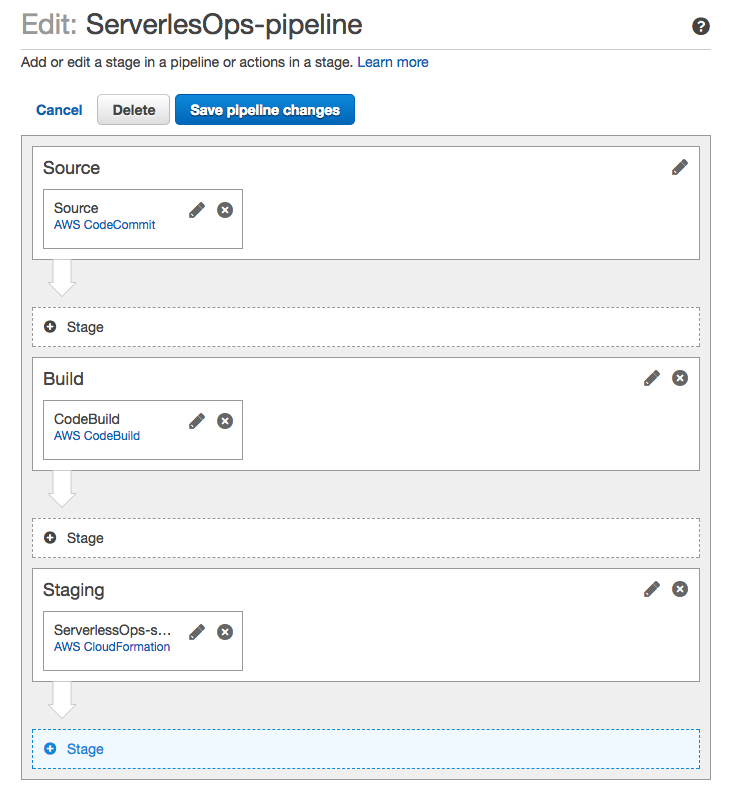 Edit: ServerlesOps-pipeline
?
Add or edit a stage in a pipeline or actions in a stage. Learn more
Cancel Delete Save pipeline changes
Source
Source
AWS CodeCommit
Stage
Build
CodeBuild
AWS CodeBuild
Stage
Staging
ServerlessOps-s...
AWS CloudFormation
Stage